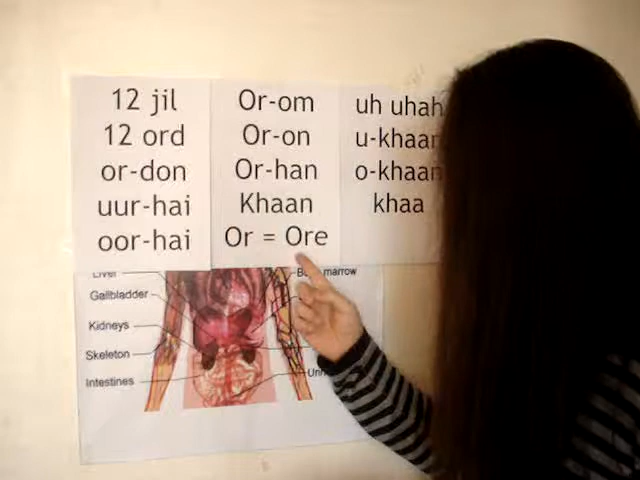 12 jil
12 ord
or-don
uur-hai
oor-hai
Or-om
Or-on
Or-han
Khaan
Or = Ore
uh uhah
u-khaan
o-khaan
khaa
Liver
Gallbladder
Kidneys
Skeleton
Intestines
marrow